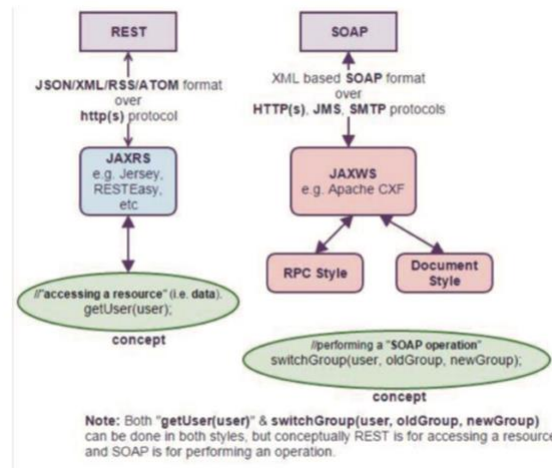 REST
JSON/XML/RSS/ATOM format
over
http(s) protocol
JAXRS
e.g. Jersey,
RESTEasy,
etc
//"accessing a resource" (i.e. data).
getUser(user);
concept
SOAP
XML based SOAP format
over
HTTP(s), JMS, SMTP protocols
JAXWS
e.g. Apache CXF
RPC Style
Document
Style
//performing a "SOAP operation"
switchGroup(user, oldGroup, newGroup);
concept
Note: Both "getUser(user)" & switchGroup(user, oldGroup, newGroup)
can be done in both styles, but conceptually REST is for accessing a resource
and SOAP is for performing an operation.